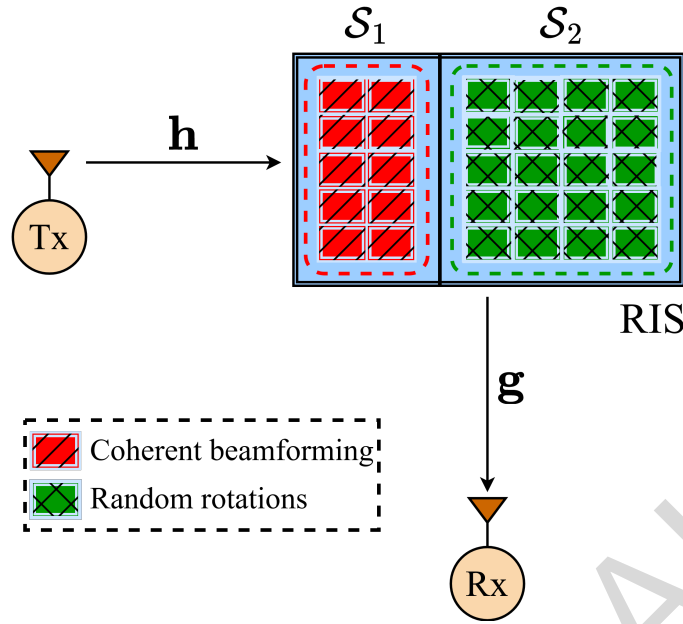 𝒮₁ 𝒮₂
h
Tx
RIS
g
Coherent beamforming
Random rotations
Rx